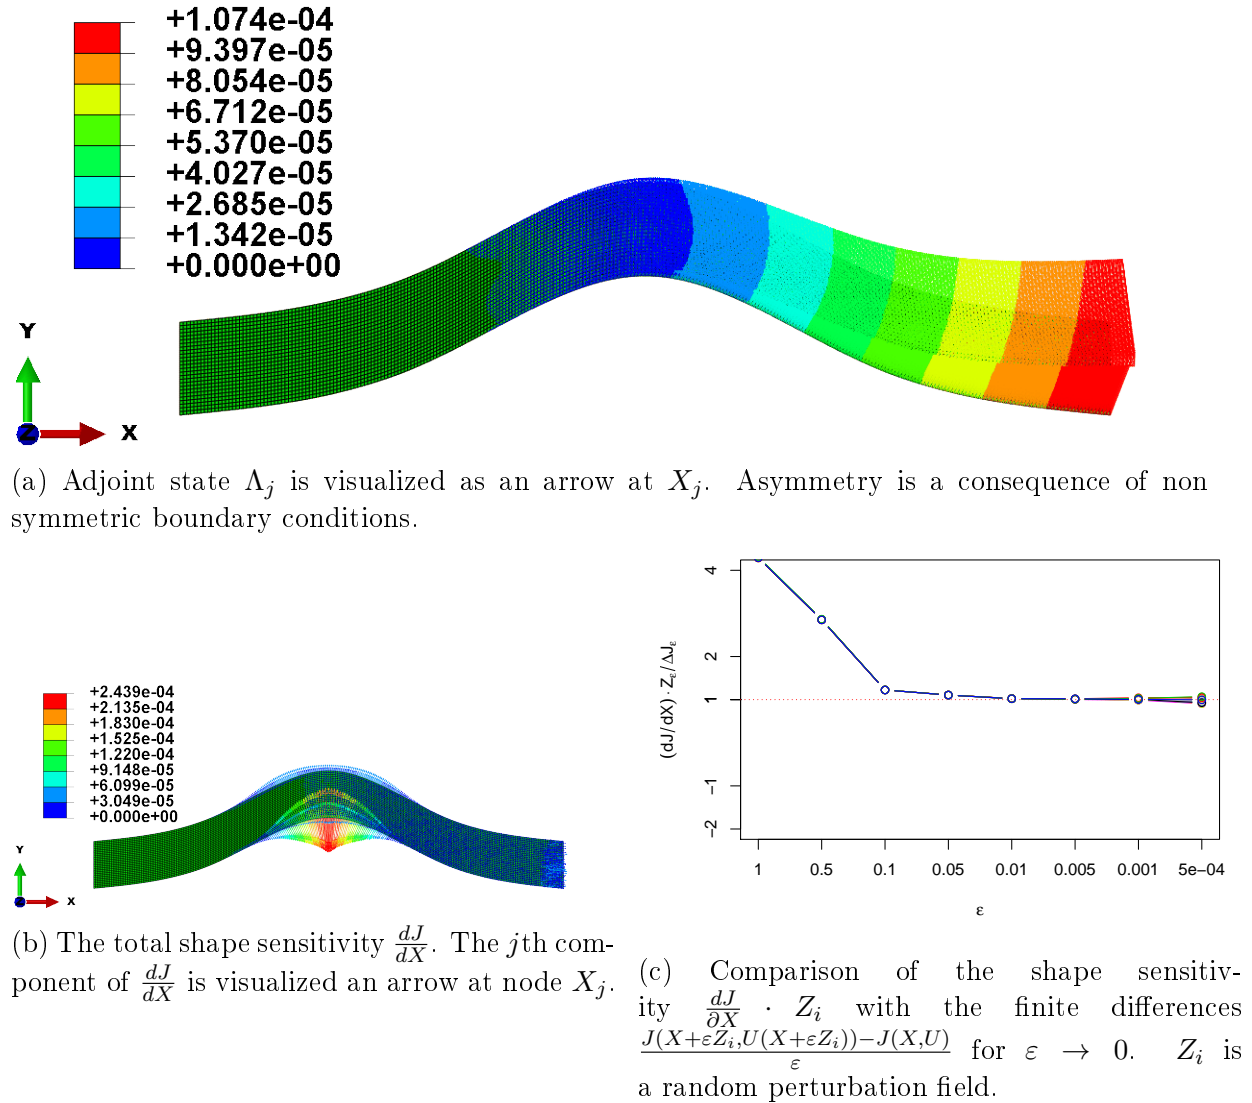 +1.074e-04
+9.397e-05
+8.054e-05
+6.712e-05
+5.370e-05
+4.027e-05
+2.685e-05
+1.342e-05
+0.000e+00
Y
Z
X
(a) Adjoint state Λ_j is visualized as an arrow at X_j. Asymmetry is a consequence of non
symmetric boundary conditions.
+2.439e-04
+2.135e-04
+1.830e-04
+1.525e-04
+1.220e-04
+9.148e-05
+6.099e-05
+3.049e-05
+0.000e+00
Y
Z
X
(b) The total shape sensitivity dJ/dX. The jth com-
ponent of dJ/dX is visualized an arrow at node X_j.
(dJ/dX) · Z_ε/ΔJ_ε
4
2
1
−1
−2
1 0.5 0.1 0.05 0.01 0.005 0.001 5e−04
ε
(c) Comparison of the shape sensitiv-
ity dJ/∂X · Z_i with the finite differences
J(X+εZ_i,U(X+εZ_i))−J(X,U)/ε for ε → 0. Z_i is
a random perturbation field.